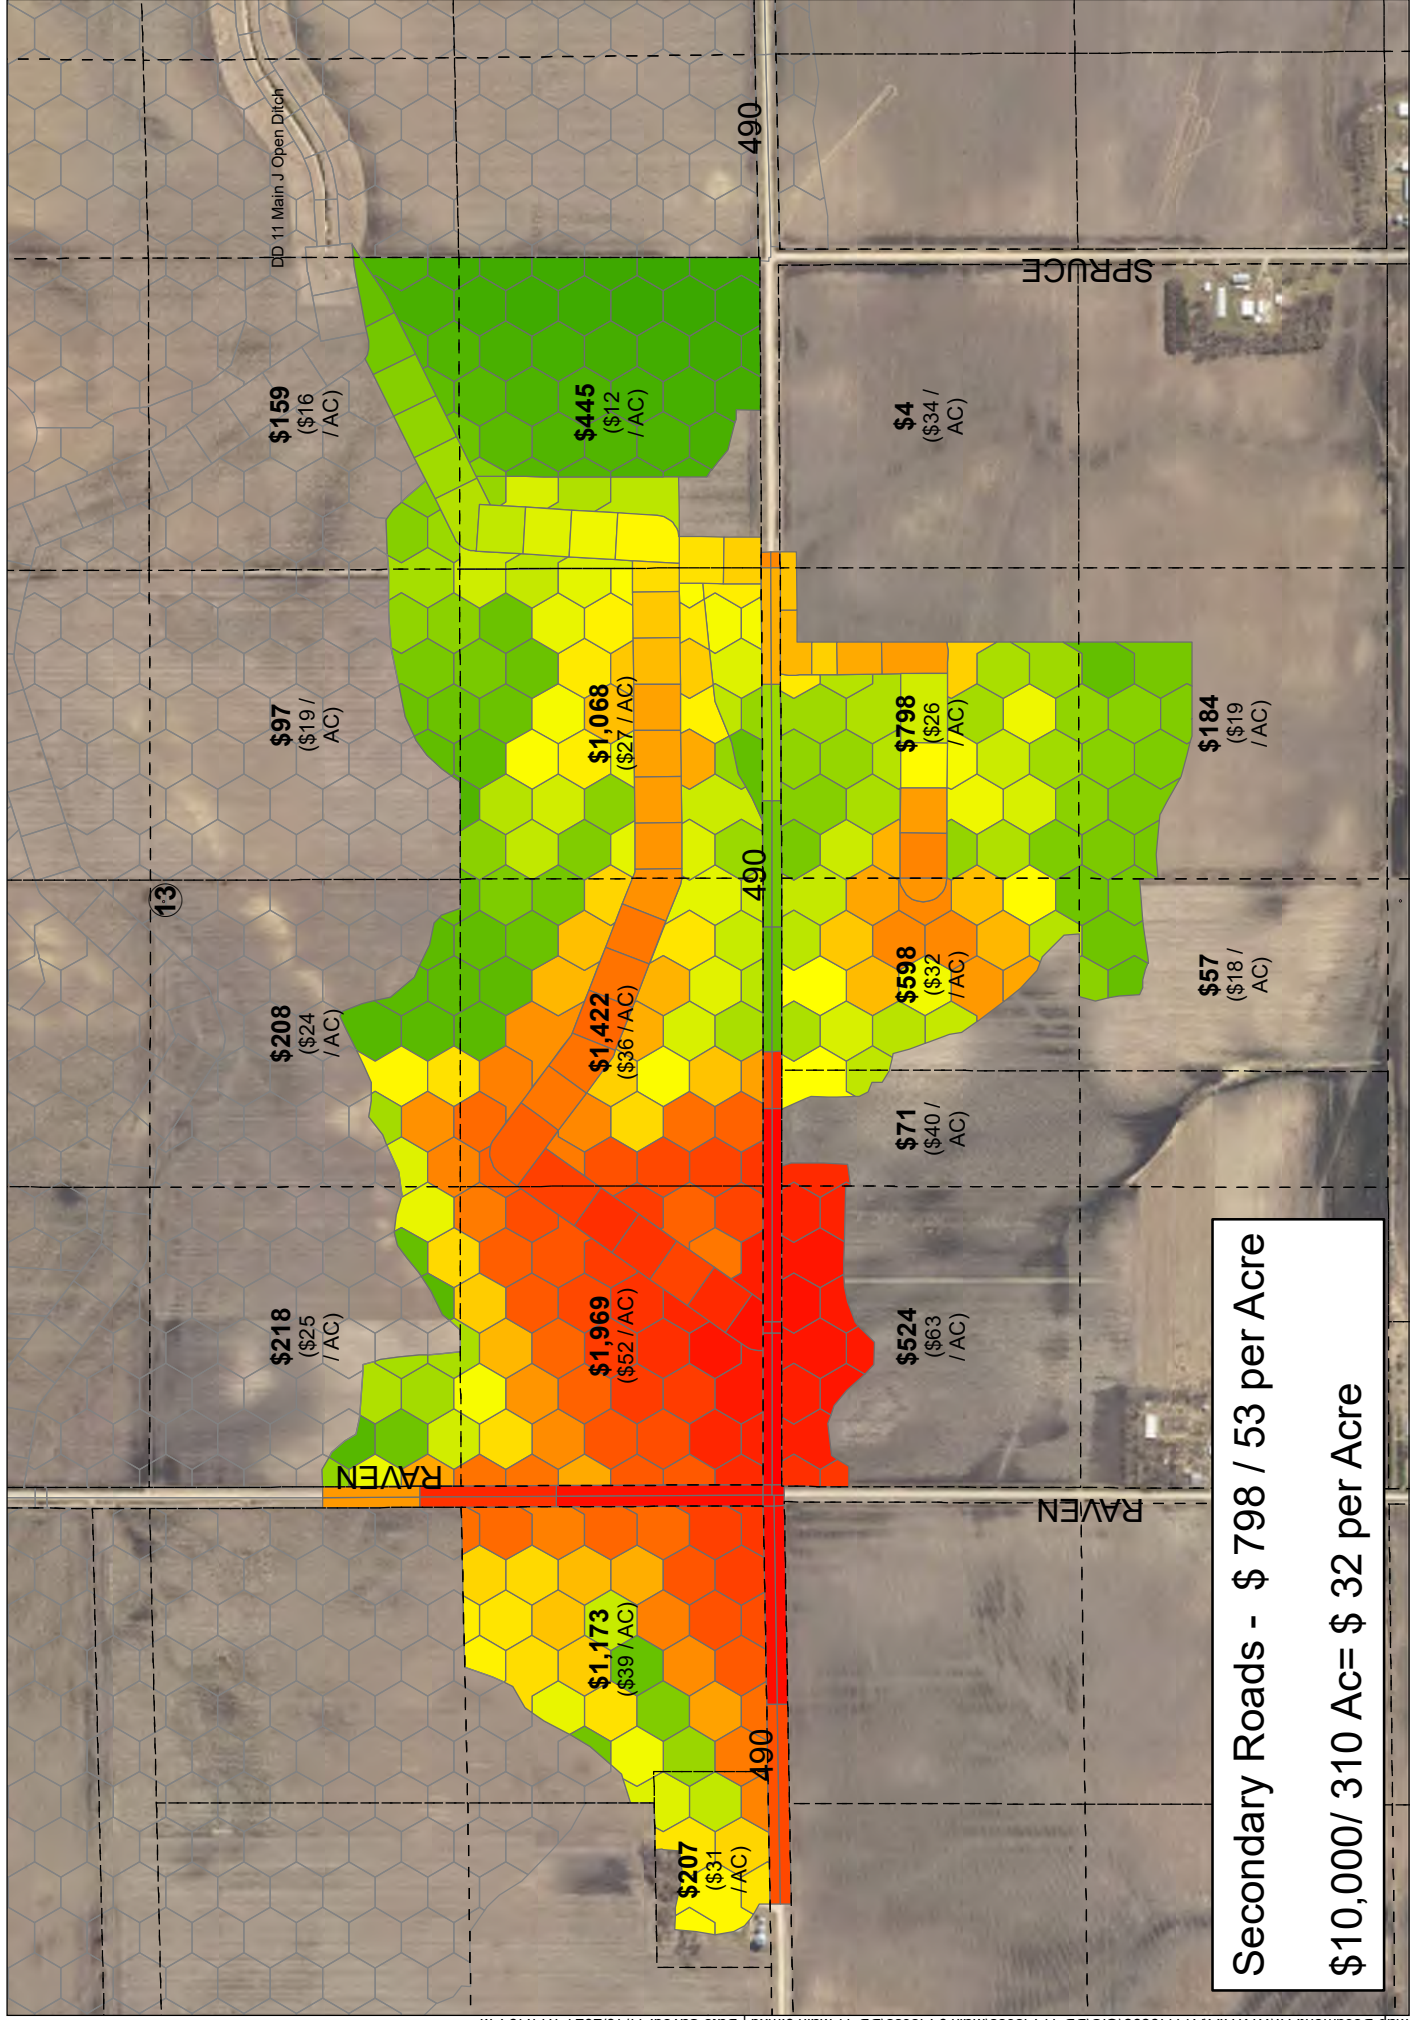 DD 11 Main J Open Ditch
13
$218
($25
/ AC)
$208
($24
/ AC)
$97
($19 /
AC)
$159
($16
/ AC)
RAVEN
$207
($31
/ AC)
$1,173
($39 / AC)
$1,969
($52 / AC)
$1,422
($36 / AC)
$1,068
($27 / AC)
$445
($12
/ AC)
490
490
490
$524
($63
/ AC)
$71
($40 /
AC)
$598
($32
/ AC)
$798
($26
/ AC)
$4
($34 /
AC)
RAVEN
SPRUCE
$57
($18 /
AC)
$184
($19
/ AC)
Secondary Roads - $ 798 / 53 per Acre
$10,000/ 310 Ac= $ 32 per Acre